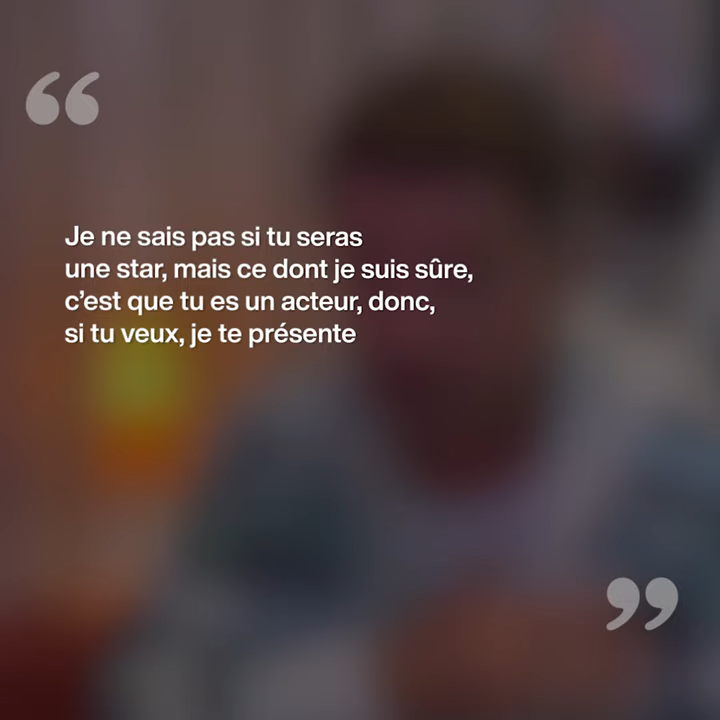 “
Je ne sais pas si tu seras
une star, mais ce dont je suis sûre,
c’est que tu es un acteur, donc,
si tu veux, je te présente
”